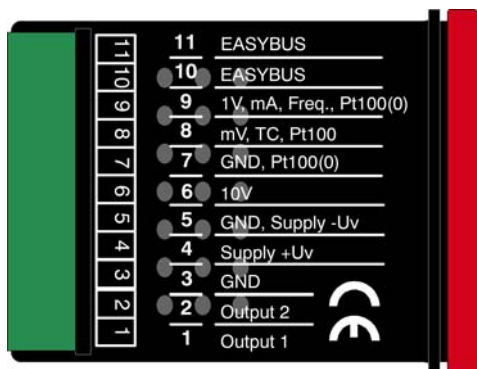 11 EASYBUS
10 EASYBUS
9 1V, mA, Freq., Pt100(0)
8 mV, TC, Pt100
7 GND, Pt100(0)
6 10V
5 GND, Supply -Uv
4 Supply +Uv
3 GND
2 Output 2
1 Output 1
11
10
9
8
7
6
5
4
3
2
1
CE